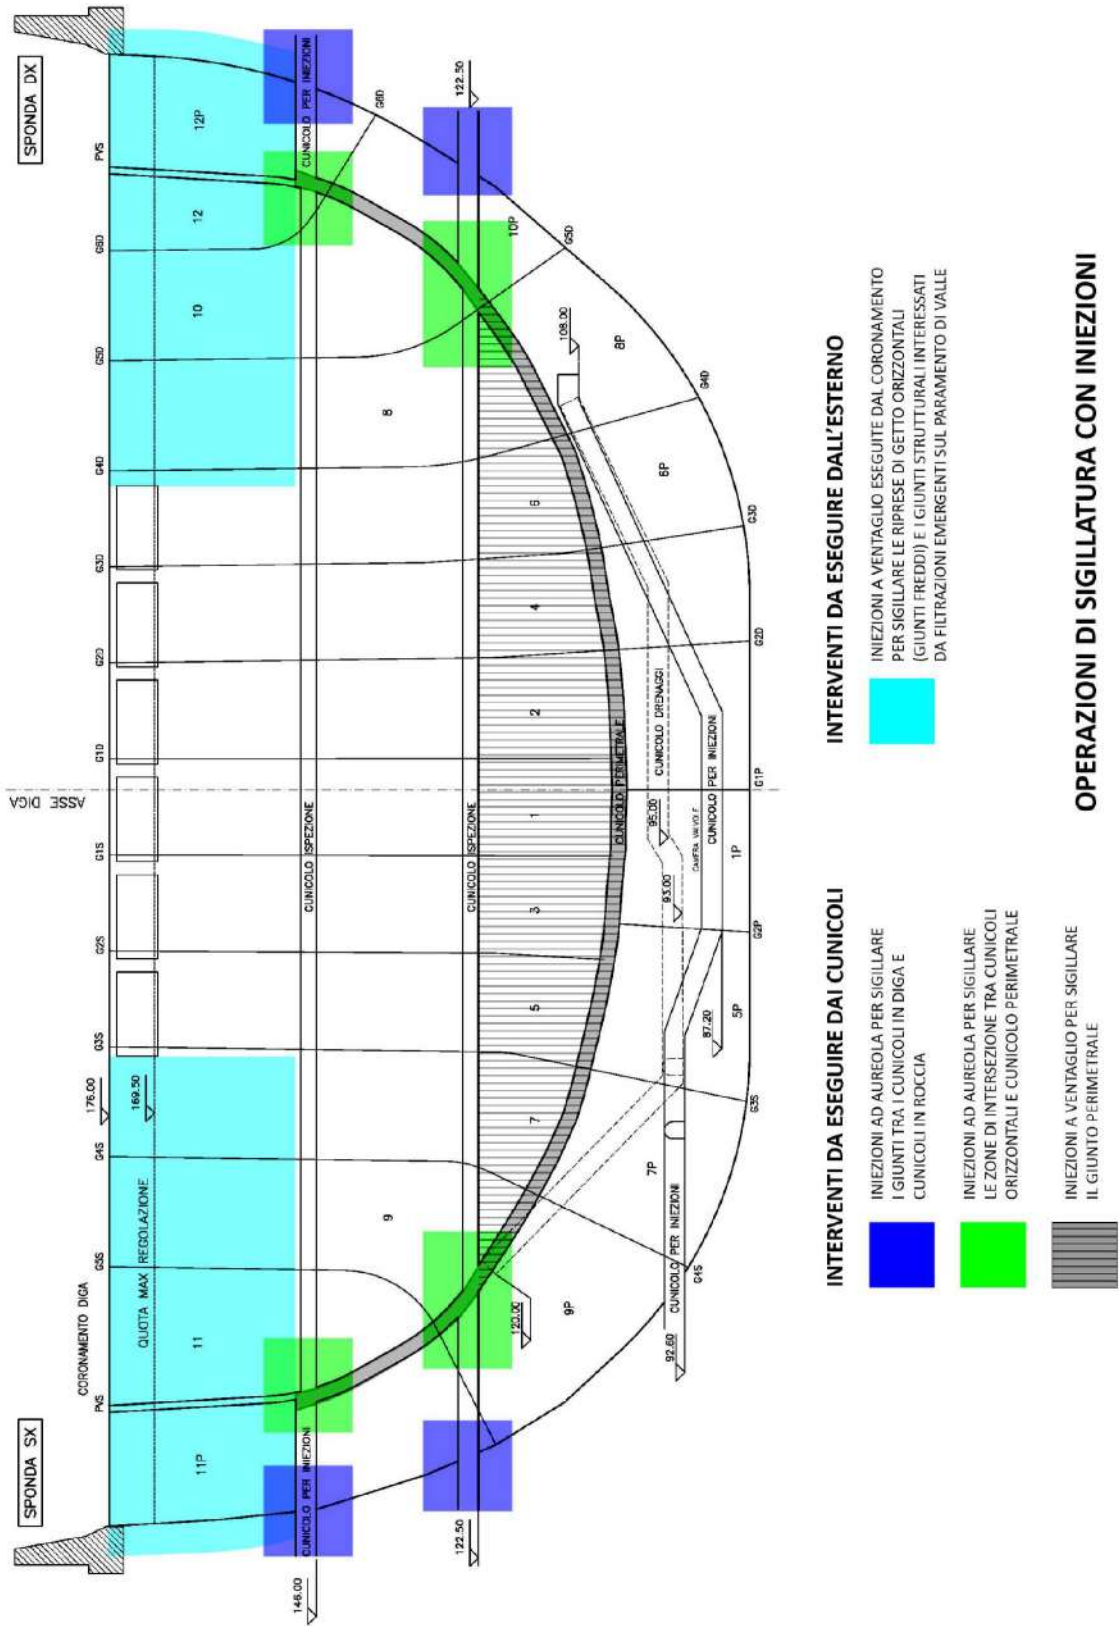 SPONDA SX
SPONDA DX
ASSE DIGA
CORONAMENTO DIGA
176.00
QUOTA MAX REGOLAZIONE
169.50
PVS
G5S
G4S
G3S
G2S
G1S
G1D
G2D
G3D
G4D
G5D
G6D
PVS
11P
11
10
12
12P
146.00
CUNICOLO PER INIEZIONI
CUNICOLO ISPEZIONE
CUNICOLO PER INIEZIONI
G6D
9
8
122.50
CUNICOLO ISPEZIONE
122.50
10P
7
5
3
1
2
4
6
G5D
120.00
9P
CUNICOLO PERIMETRALE
108.00
8P
95.00
CUNICOLO DRENAGGI
93.00
7P
6P
92.60
CUNICOLO PER INIEZIONI
G4S
G4D
CAMERA VALVOLE
CUNICOLO PER INIEZIONI
87.20
5P
1P
G3S
G2P
G1P
G2D
G3D
INTERVENTI DA ESEGUIRE DAI CUNICOLI
INIEZIONI AD AUREOLA PER SIGILLARE
I GIUNTI TRA I CUNICOLI IN DIGA E
CUNICOLI IN ROCCIA
INIEZIONI AD AUREOLA PER SIGILLARE
LE ZONE DI INTERSEZIONE TRA CUNICOLI
ORIZZONTALI E CUNICOLO PERIMETRALE
INIEZIONI A VENTAGLIO PER SIGILLARE
IL GIUNTO PERIMETRALE
INTERVENTI DA ESEGUIRE DALL'ESTERNO
INIEZIONI A VENTAGLIO ESEGUITE DAL CORONAMENTO
PER SIGILLARE LE RIPRESE DI GETTO ORIZZONTALI
(GIUNTI FREDDI) E I GIUNTI STRUTTURALI INTERESSATI
DA FILTRAZIONI EMERGENTI SUL PARAMENTO DI VALLE
OPERAZIONI DI SIGILLATURA CON INIEZIONI